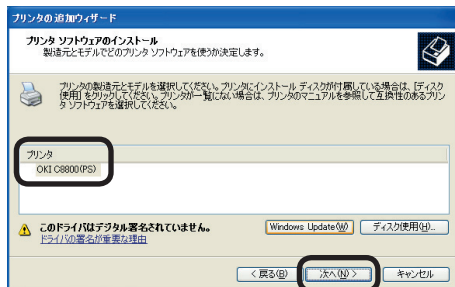 プリンタの追加ウィザード
プリンタ ソフトウェアのインストール
製造元とモデルでどのプリンタ ソフトウェアを使うか決定します。
プリンタの製造元とモデルを選択してください。プリンタにインストール ディスクが付属している場合は、[ディスク
使用] をクリックしてください。プリンタが一覧にない場合は、プリンタのマニュアルを参照して互換性のあるプリン
タ ソフトウェアを選択してください。
プリンタ
OKI C8800(PS)
このドライバはデジタル署名されていません。
ドライバの署名が重要な理由
Windows Update(W)
ディスク使用(H)...
< 戻る(B)
次へ(N) >
キャンセル